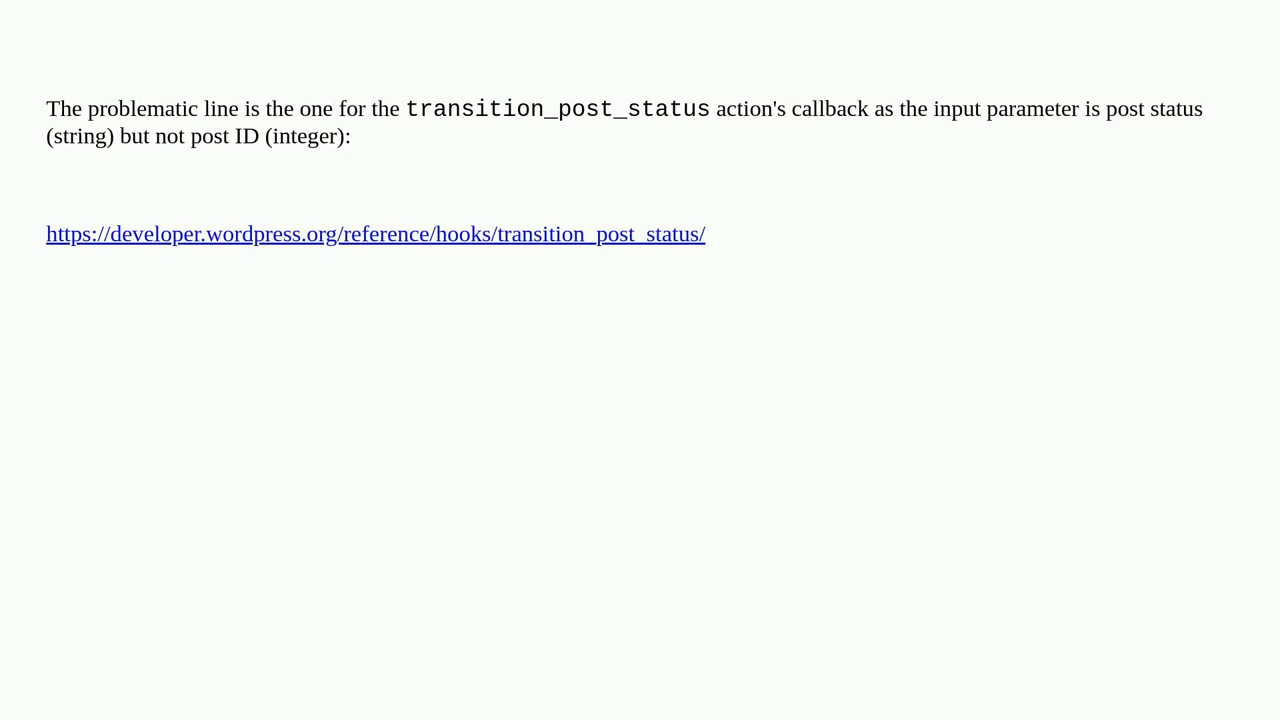 The problematic line is the one for the transition_post_status action's callback as the input parameter is post status
(string) but not post ID (integer):
https://developer.wordpress.org/reference/hooks/transition_post_status/